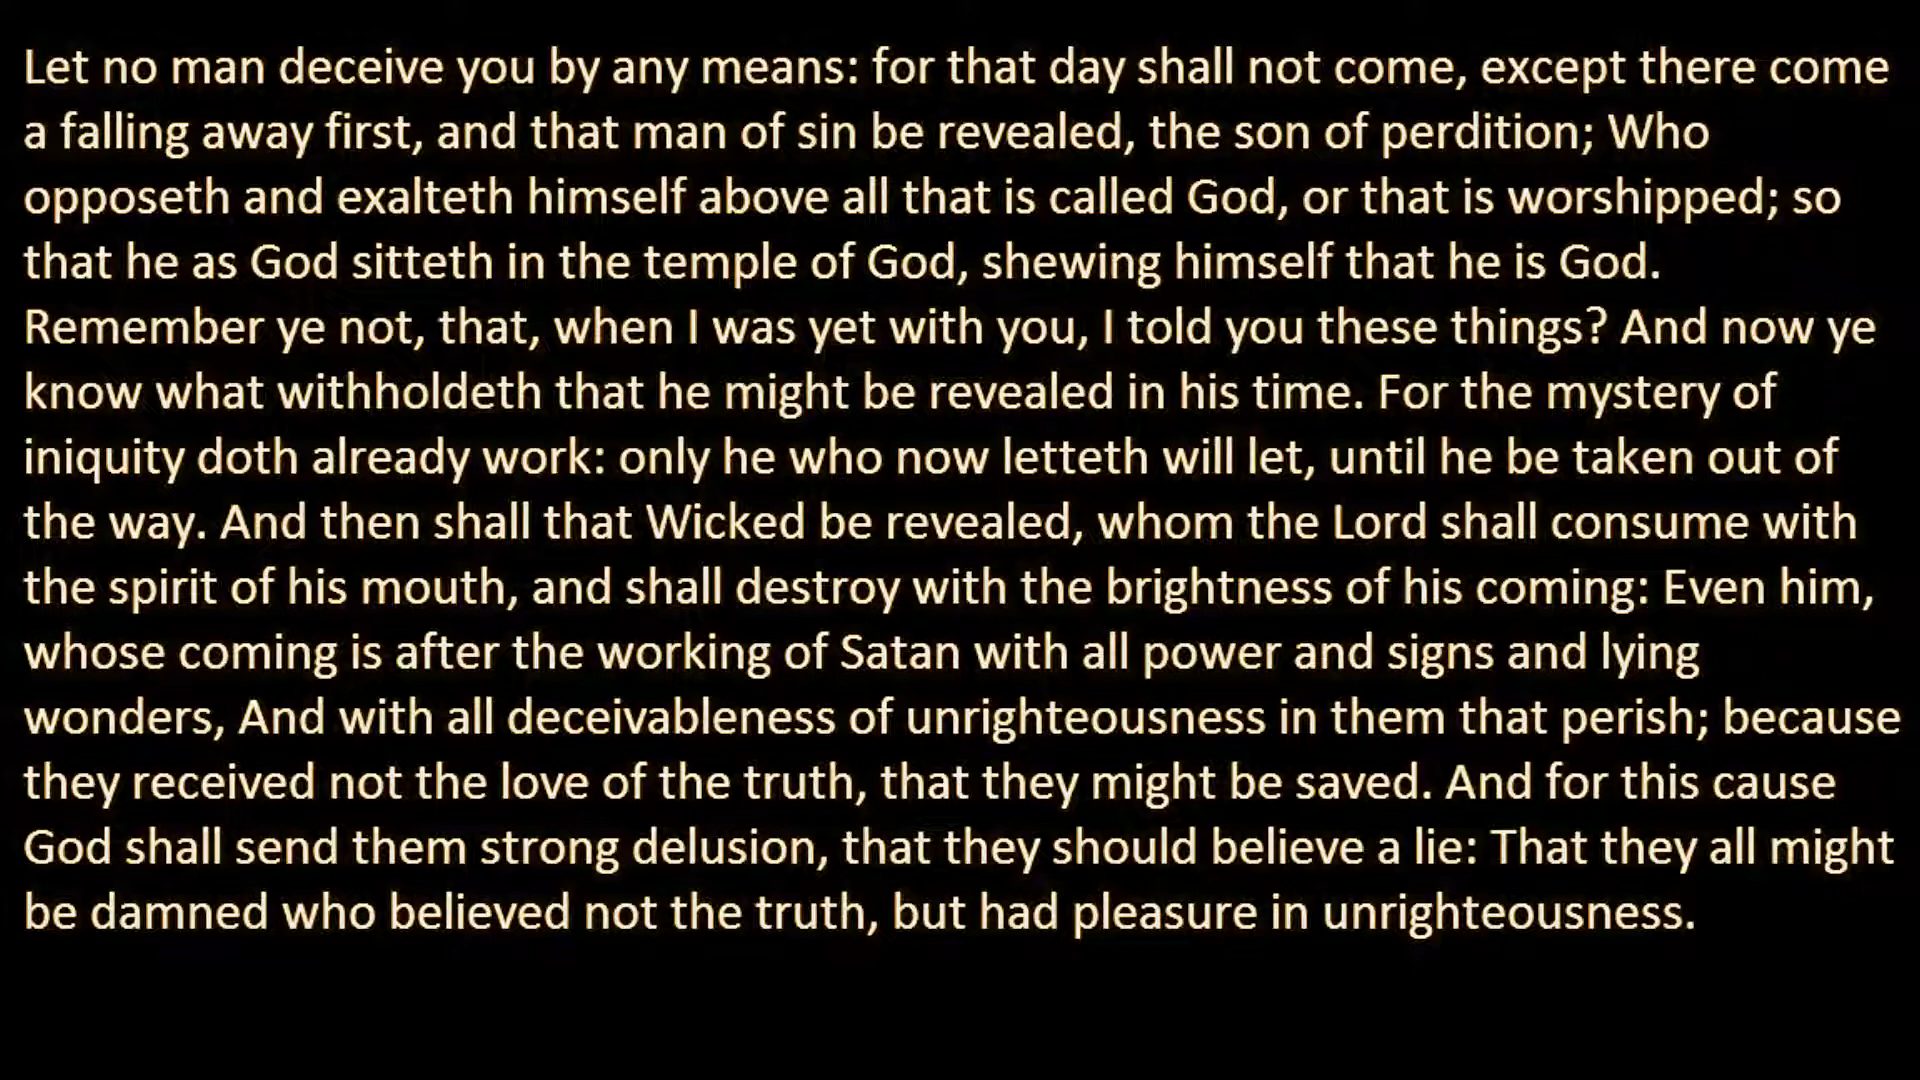 Let no man deceive you by any means: for that day shall not come, except there come
a falling away first, and that man of sin be revealed, the son of perdition; Who
opposeth and exalteth himself above all that is called God, or that is worshipped; so
that he as God sitteth in the temple of God, shewing himself that he is God.
Remember ye not, that, when I was yet with you, I told you these things? And now ye
know what withholdeth that he might be revealed in his time. For the mystery of
iniquity doth already work: only he who now letteth will let, until he be taken out of
the way. And then shall that Wicked be revealed, whom the Lord shall consume with
the spirit of his mouth, and shall destroy with the brightness of his coming: Even him,
whose coming is after the working of Satan with all power and signs and lying
wonders, And with all deceivableness of unrighteousness in them that perish; because
they received not the love of the truth, that they might be saved. And for this cause
God shall send them strong delusion, that they should believe a lie: That they all might
be damned who believed not the truth, but had pleasure in unrighteousness.